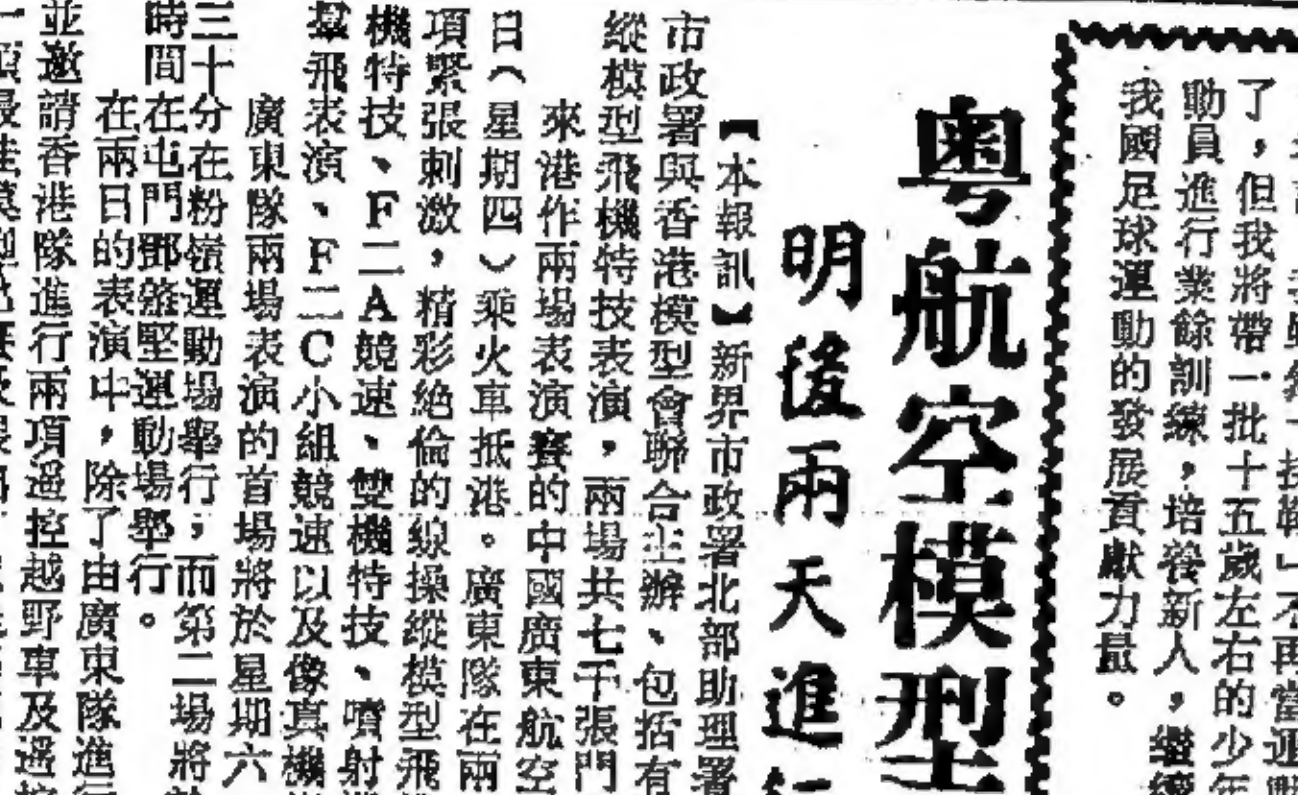 再當運動
了，但我將帶一批十五歲左右的少年
動員進行業餘訓練，培養新人，繼續
我國足球運動的發展貢獻力量。
粵航空模型
明後兩天進行
【本報訊】新界市政署北部助理署
市政署與香港模型會聯合主辦、包括有
縱模型飛機特技表演，兩場共七千張門
來港作兩場表演賽的中國廣東航空
日（星期四）乘火車抵港。廣東隊在兩
項緊張刺激，精彩絕倫的線操縱模型飛
機特技、F二A競速、雙機特技、噴射
羣飛表演、F二C小組競速以及像真機
廣東隊兩場表演的首場將於星期六
三十分在粉嶺運動場舉行；而第二場將
時間在屯門鄧肇堅運動場舉行。
在兩日的表演中，除了由廣東隊進行
並邀請香港隊進行兩項遥控越野車及遥控